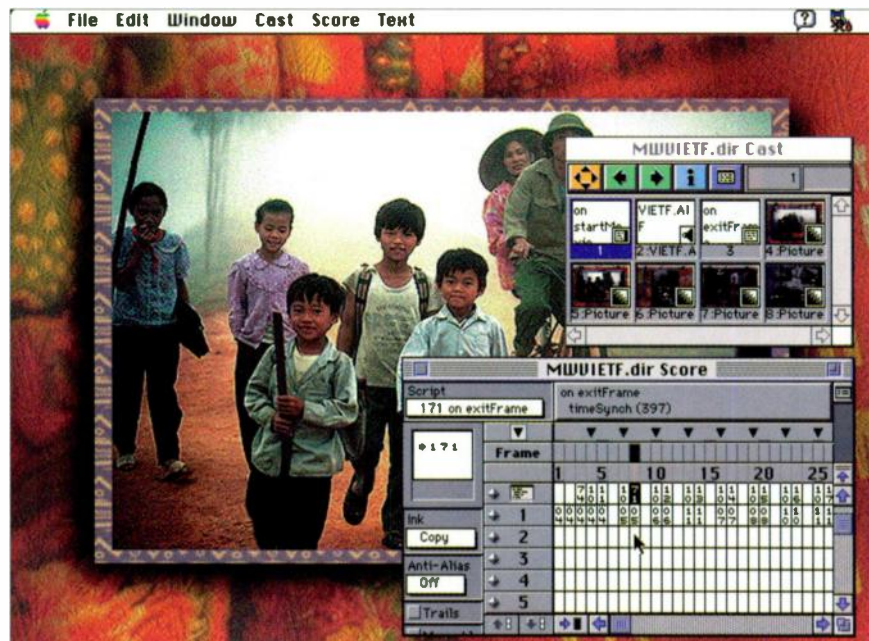 File Edit Window Cast Score Text
MWVIETF.dir Cast
1
on startMo
VIETF.AI F
on exitFram
1
2:VIETF.A
3
4:Picture
5:Picture
6:Picture
7:Picture
8:Picture
MWVIETF.dir Score
Script
171 on exitFrame
on exitFrame
timeSynch (397)
171
Frame
1 5 10 15 20 25
Ink
Copy
Anti-Alias
Off
Trails
1
2
3
4
5